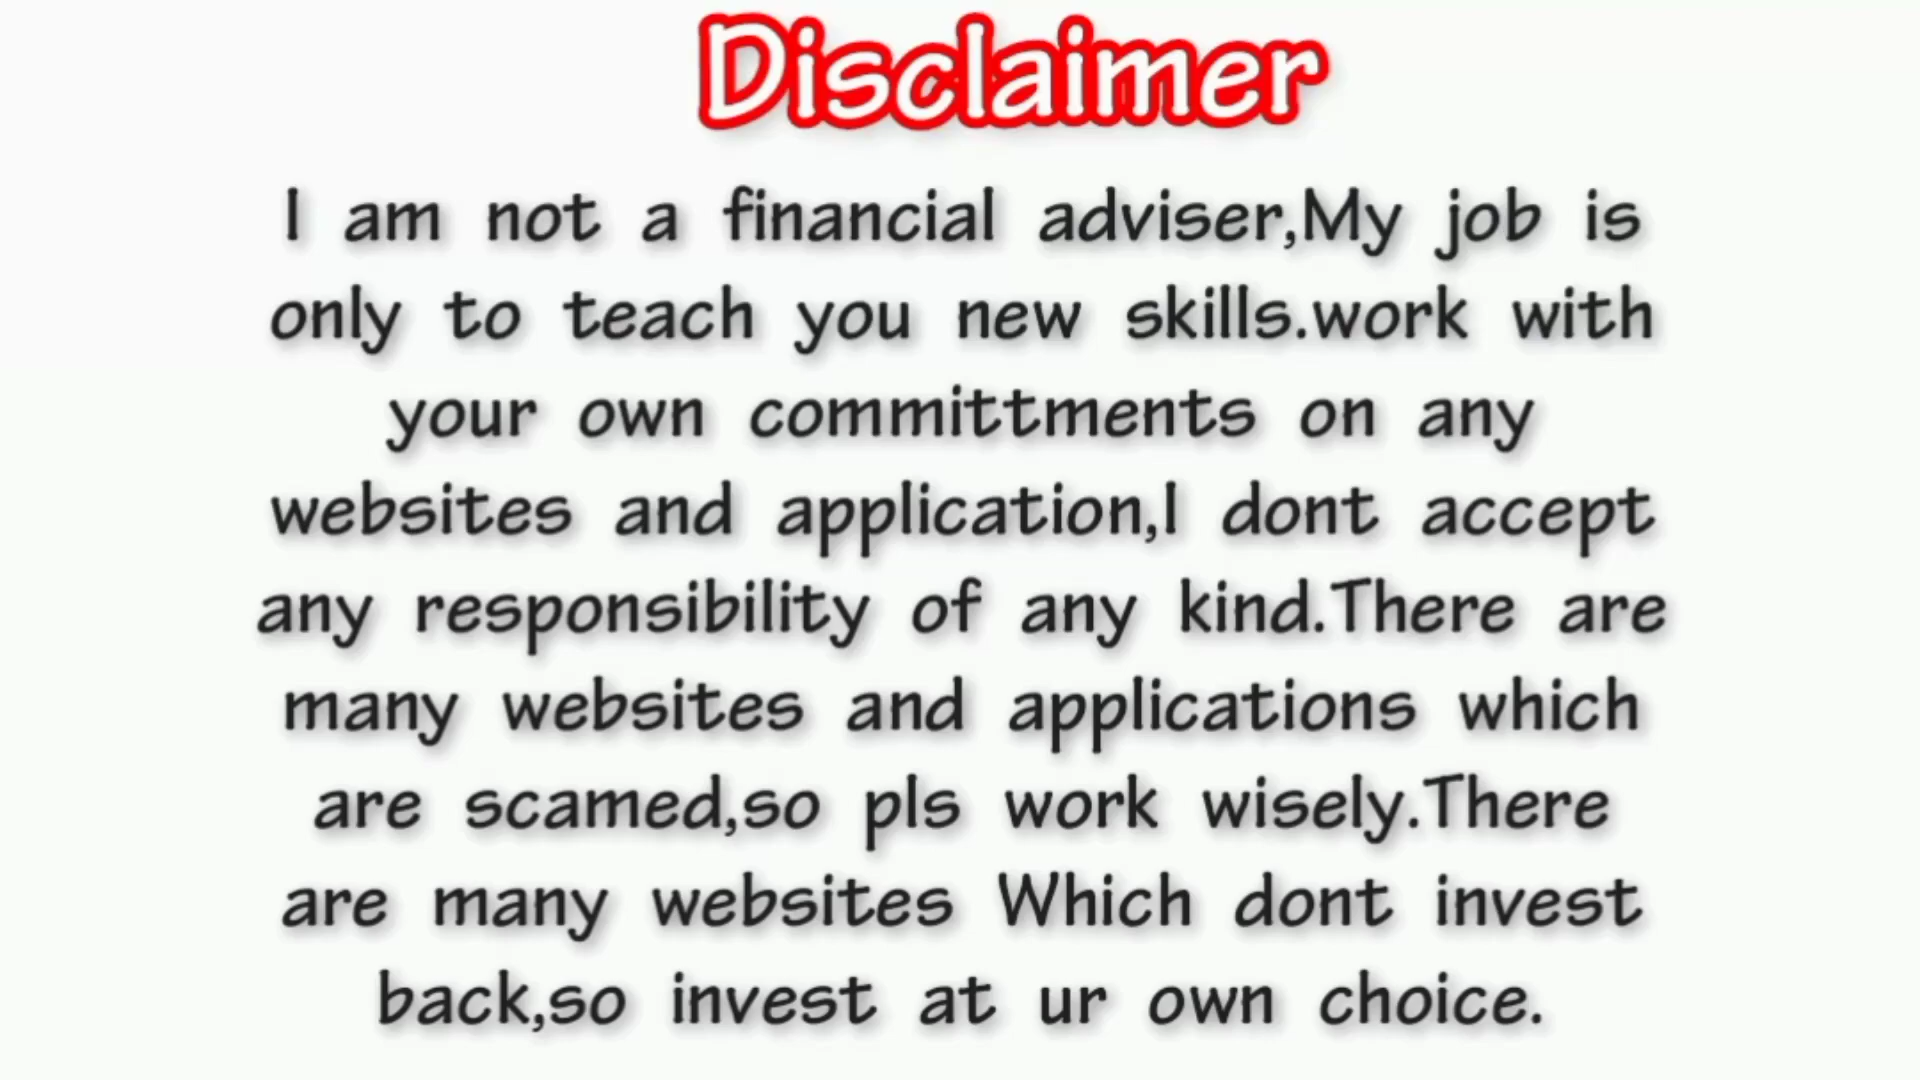 Disclaimer
I am not a financial adviser,My job is
only to teach you new skills.work with
your own committments on any
websites and application,I dont accept
any responsibility of any kind.There are
many websites and applications which
are scamed,so pls work wisely.There
are many websites Which dont invest
back,so invest at ur own choice.